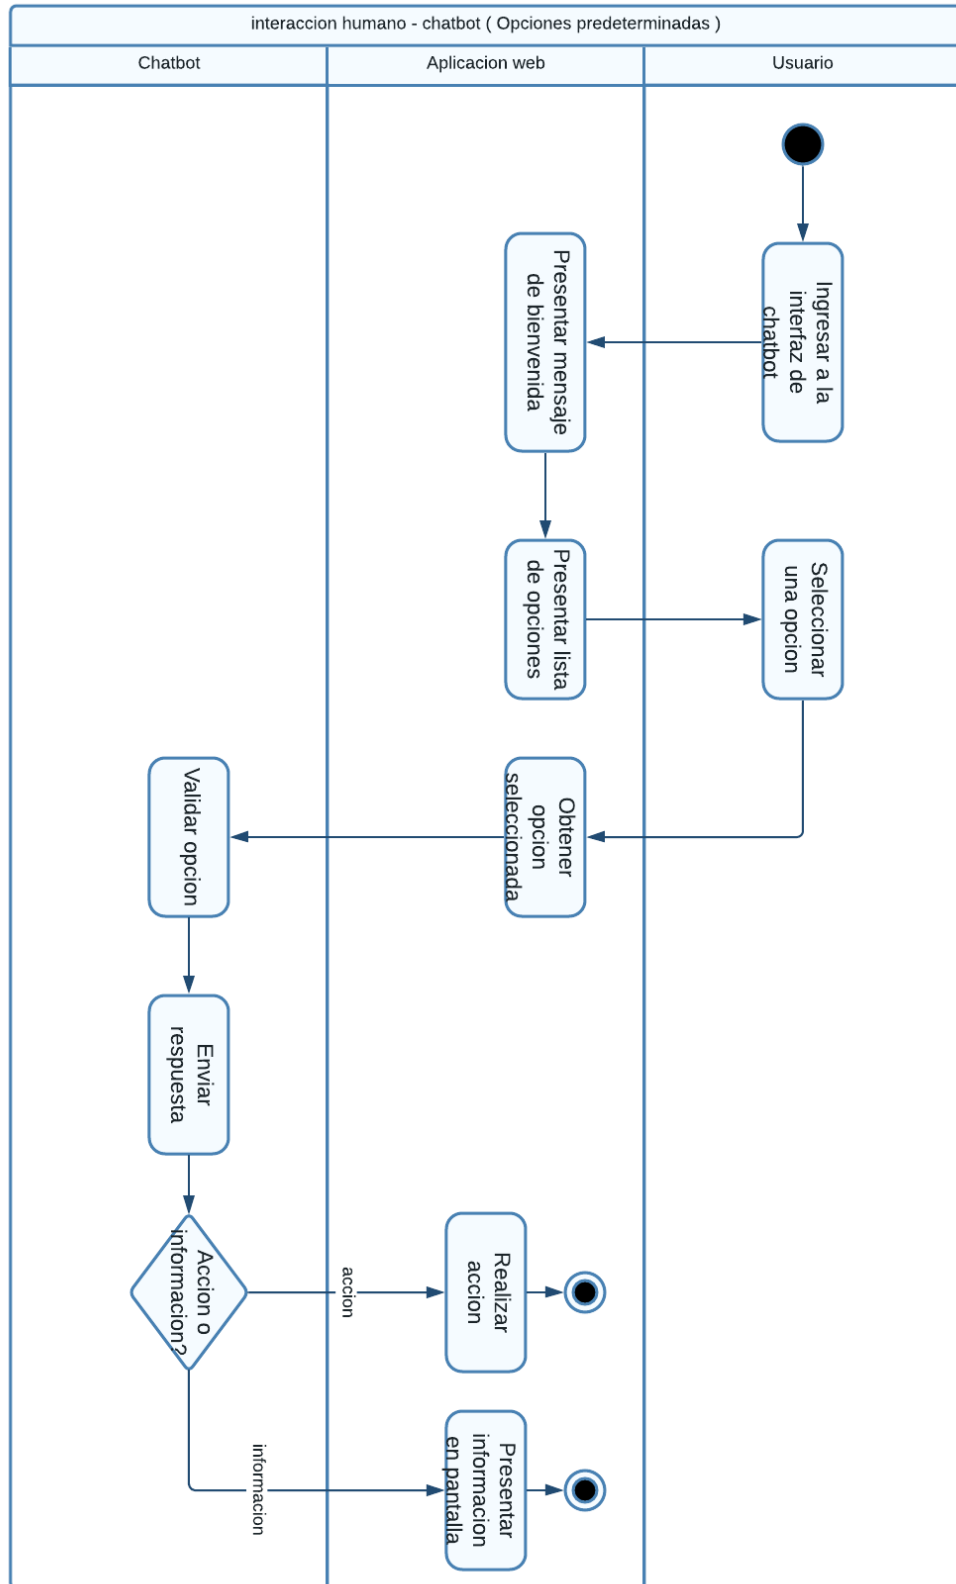 interaccion humano - chatbot ( Opciones predeterminadas )
Chatbot
Aplicacion web
Usuario
Ingresar a la
interfaz de
chatbot
Presentar mensaje
de bienvenida
Presentar lista
de opciones
Seleccionar
una opcion
Obtener
opcion
seleccionada
Validar opcion
Enviar
respuesta
Accion o
informacion?
accion
Realizar
accion
informacion
Presentar
informacion
en pantalla